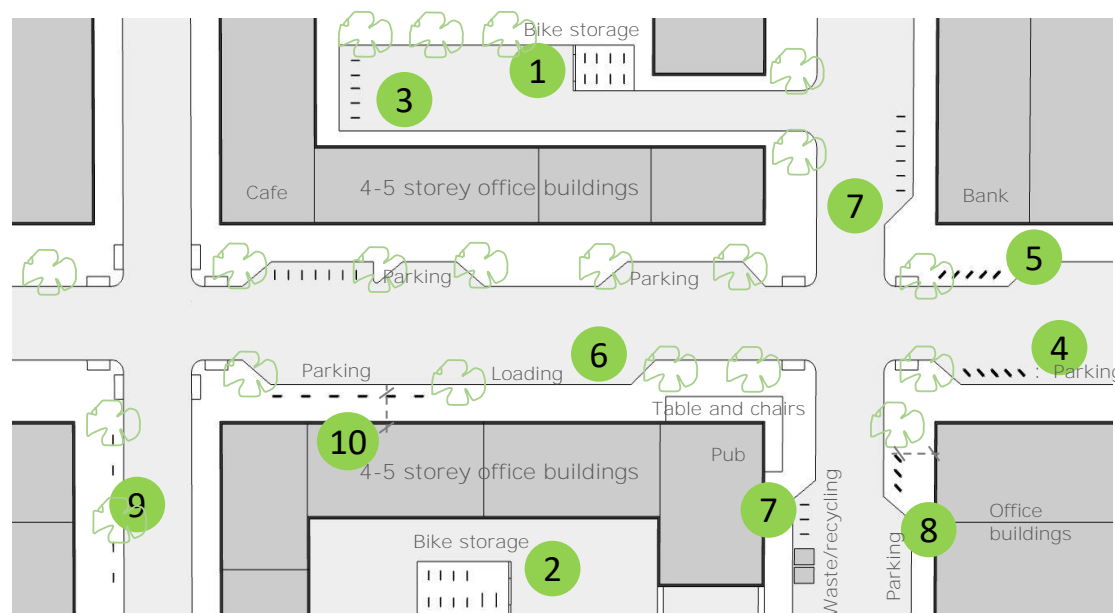 Bike storage
1
3
Cafe
4-5 storey office buildings
7
Bank
5
Parking
Parking
4
6
Parking
Loading
: Parking
Table and chairs
10
4-5 storey office buildings
Pub
9
7
8
Office
buildings
Bike storage
2
Waste/recycling
Parking